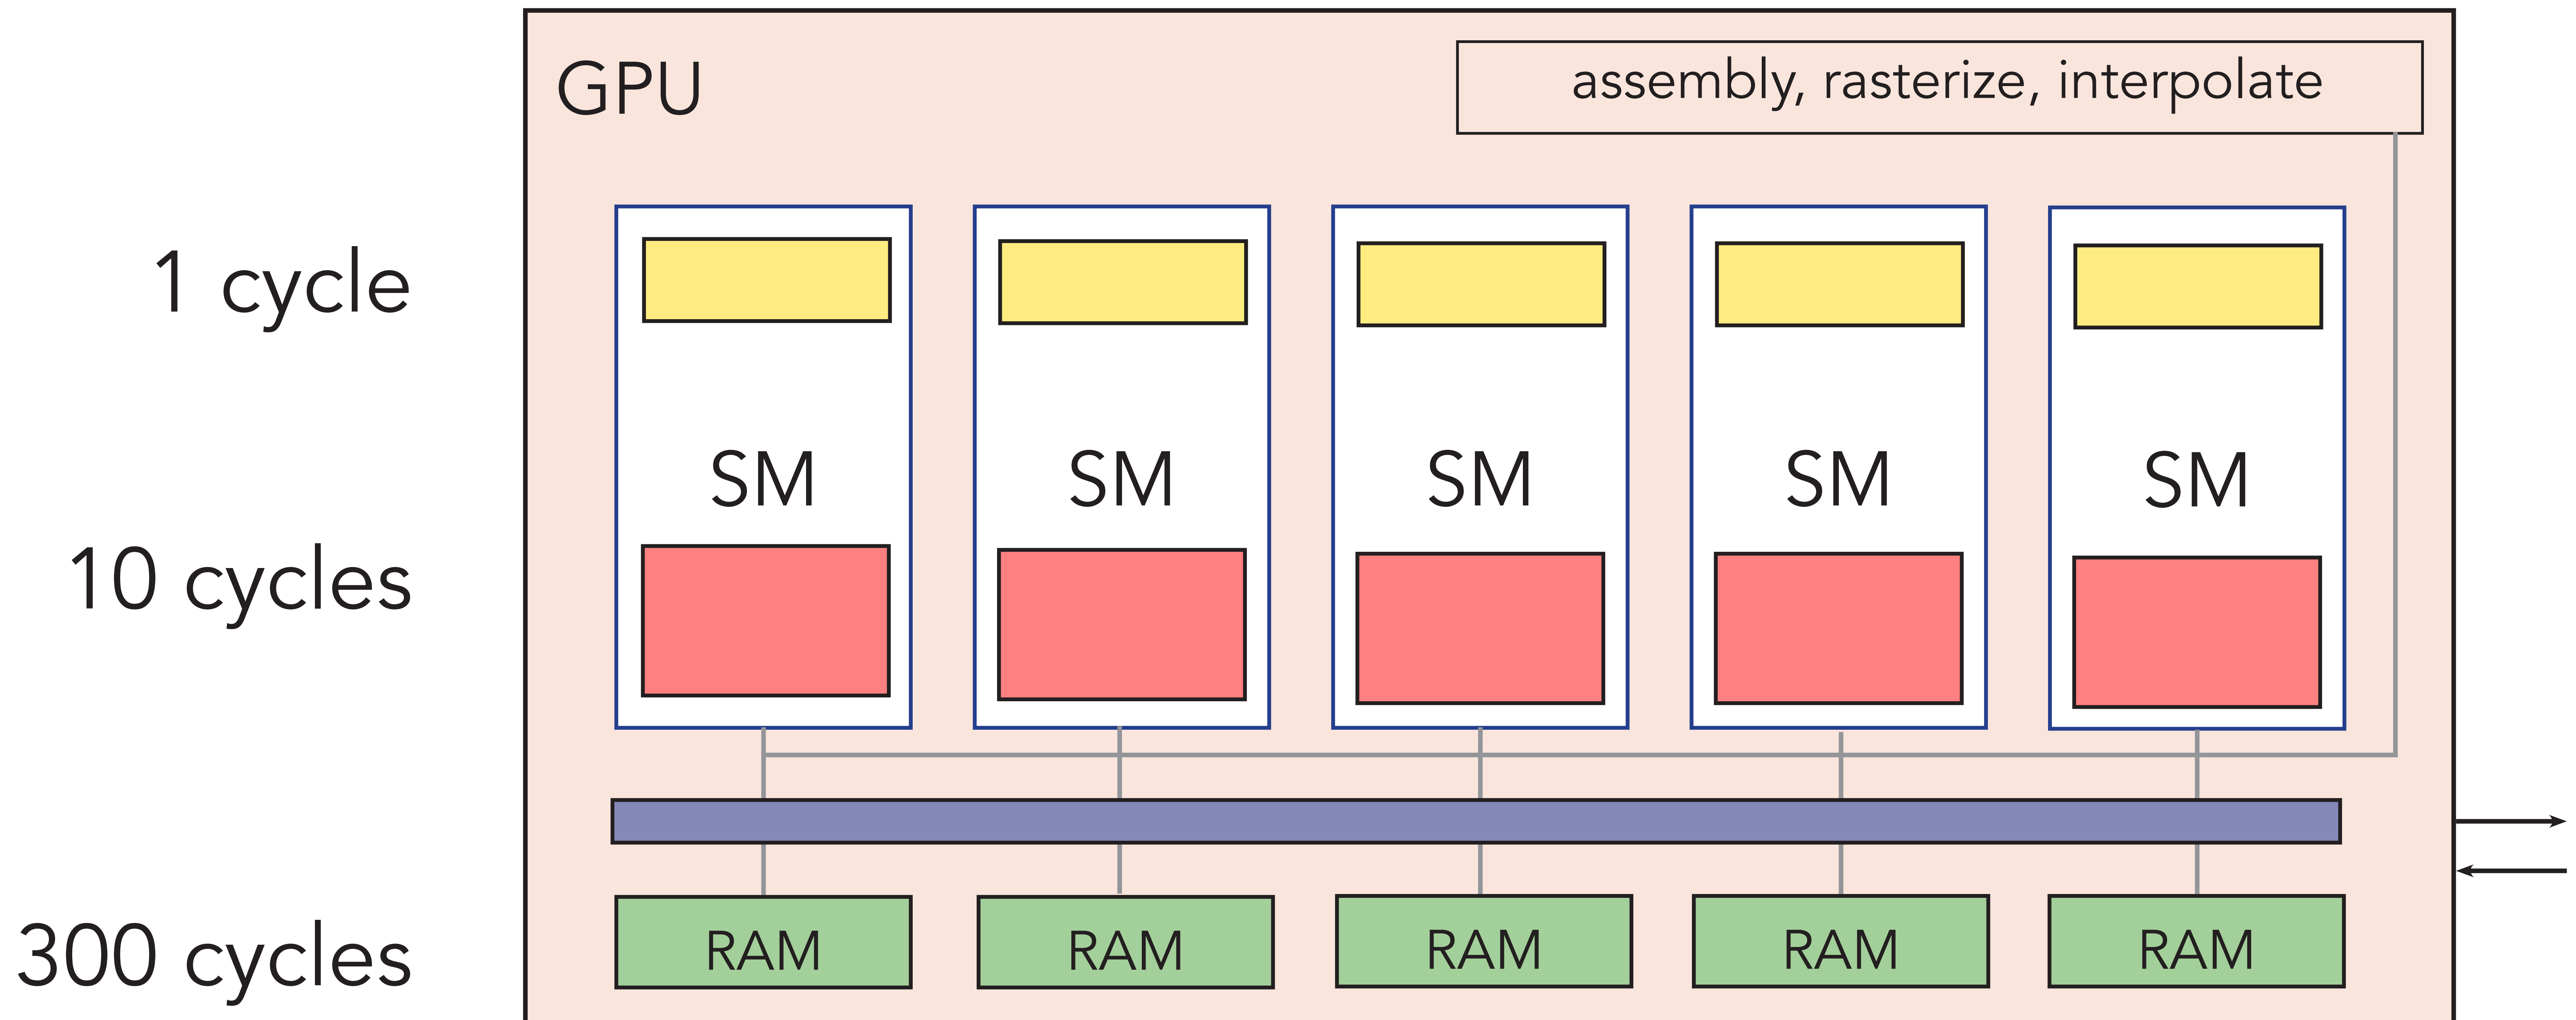 GPU
assembly, rasterize, interpolate
1 cycle
SM
SM
SM
SM
SM
10 cycles
300 cycles
RAM
RAM
RAM
RAM
RAM